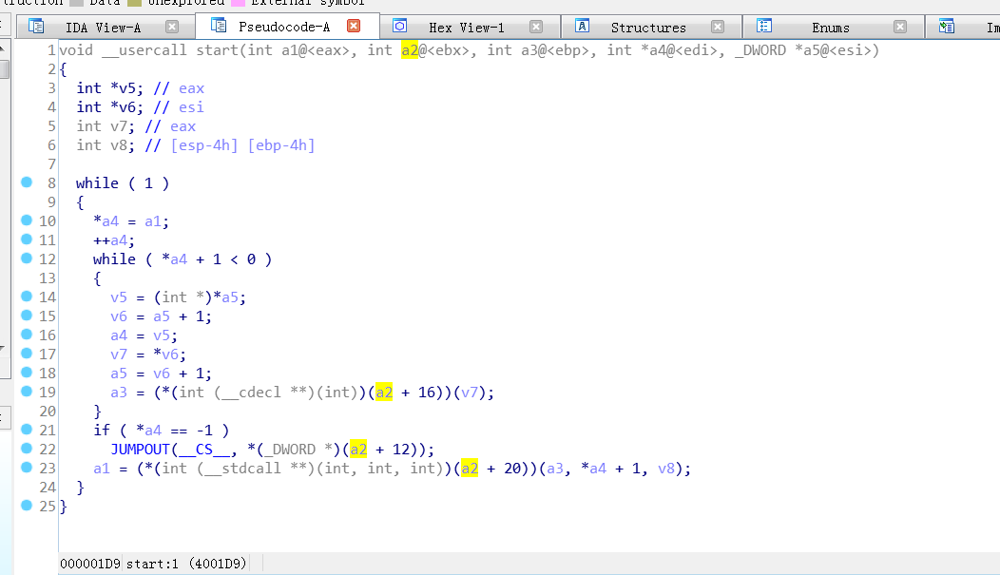 truction Data Unexplored External symbol
IDA View-A Pseudocode-A Hex View-1 Structures Enums
1 void __usercall start(int a1@<eax>, int a2@<ebx>, int a3@<ebp>, int *a4@<edi>, _DWORD *a5@<esi>)
2 {
3 int *v5; // eax
4 int *v6; // esi
5 int v7; // eax
6 int v8; // [esp-4h] [ebp-4h]
7
8 while ( 1 )
9 {
10 *a4 = a1;
11 ++a4;
12 while ( *a4 + 1 < 0 )
13 {
14 v5 = (int *)*a5;
15 v6 = a5 + 1;
16 a4 = v5;
17 v7 = *v6;
18 a5 = v6 + 1;
19 a3 = (*(int (__cdecl **)(int))(a2 + 16))(v7);
20 }
21 if ( *a4 == -1 )
22 JUMPOUT(__CS__, *(_DWORD *)(a2 + 12));
23 a1 = (*(int (__stdcall **)(int, int, int))(a2 + 20))(a3, *a4 + 1, v8);
24 }
25 }
000001D9 start:1 (4001D9)